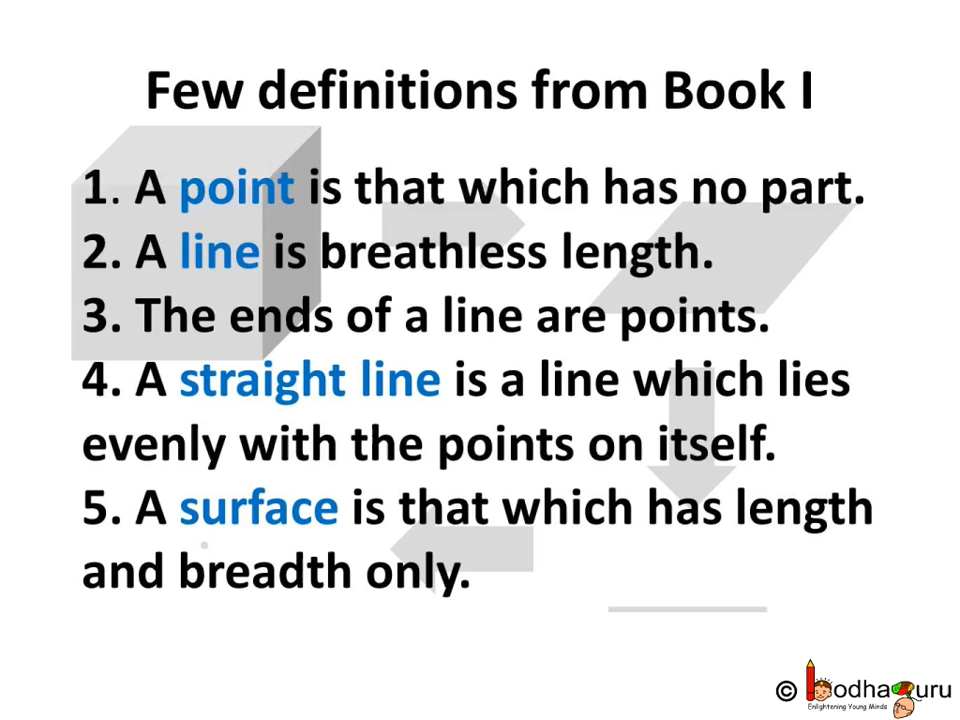 Few definitions from Book I
1. A point is that which has no part.
2. A line is breathless length.
3. The ends of a line are points.
4. A straight line is a line which lies
evenly with the points on itself.
5. A surface is that which has length
and breadth only.
© bodhaguru
Enlightening Young Minds